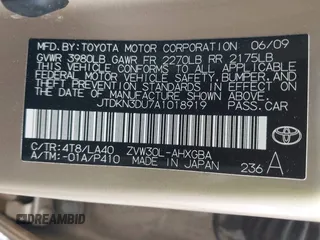 MFD. BY: TOYOTA MOTOR CORPORATION 06/09
GVWR 3980LB GAWR FR 2270LB RR 2175LB
THIS VEHICLE CONFORMS TO ALL APPLICABLE
FEDERAL MOTOR VEHICLE SAFETY, BUMPER,
AND THEFT PREVENTION STANDARDS IN EFFECT
ON THE DATE OF MANUFACTURE SHOWN ABOVE.
JTDKN3DU7A1018919 PASS.CAR
C/TR:4T8/LA40 ZVW30L-AHXGBA
A/TM:-01A/P410 MADE IN JAPAN 236 A
TOYOTA
DREAMBID